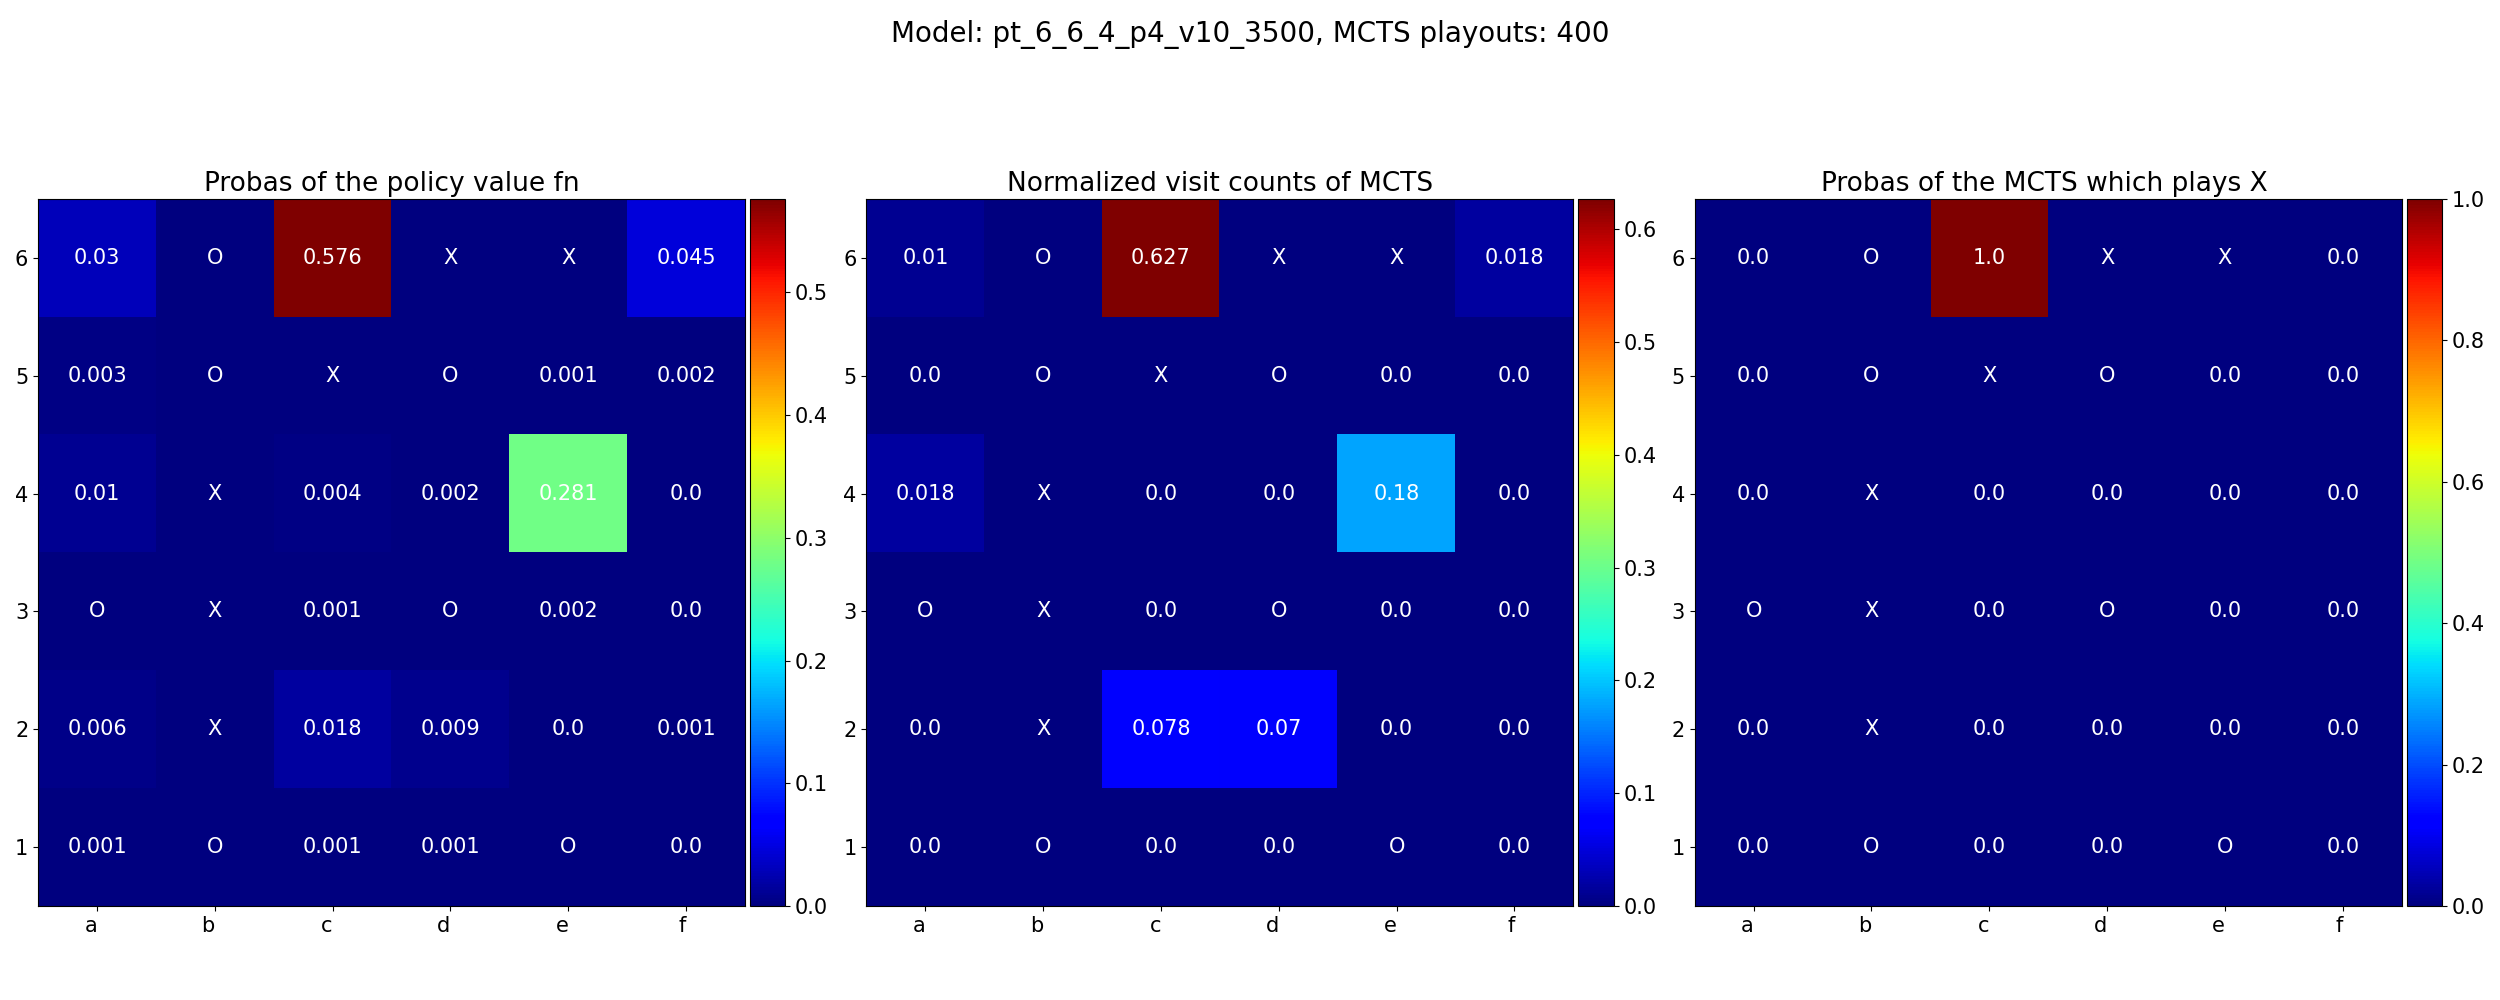 Model: pt_6_6_4_p4_v10_3500, MCTS playouts: 400
Probas of the policy value fn
6 0.03 O 0.576 X X 0.045
5 0.003 O X O 0.001 0.002
4 0.01 X 0.004 0.002 0.281 0.0
3 O X 0.001 O 0.002 0.0
2 0.006 X 0.018 0.009 0.0 0.001
1 0.001 O 0.001 0.001 O 0.0
a b c d e f
0.5
0.4
0.3
0.2
0.1
0.0
Normalized visit counts of MCTS
6 0.01 O 0.627 X X 0.018
5 0.0 O X O 0.0 0.0
4 0.018 X 0.0 0.0 0.18 0.0
3 O X 0.0 O 0.0 0.0
2 0.0 X 0.078 0.07 0.0 0.0
1 0.0 O 0.0 0.0 O 0.0
a b c d e f
0.6
0.5
0.4
0.3
0.2
0.1
0.0
Probas of the MCTS which plays X
6 0.0 O 1.0 X X 0.0
5 0.0 O X O 0.0 0.0
4 0.0 X 0.0 0.0 0.0 0.0
3 O X 0.0 O 0.0 0.0
2 0.0 X 0.0 0.0 0.0 0.0
1 0.0 O 0.0 0.0 O 0.0
a b c d e f
1.0
0.8
0.6
0.4
0.2
0.0